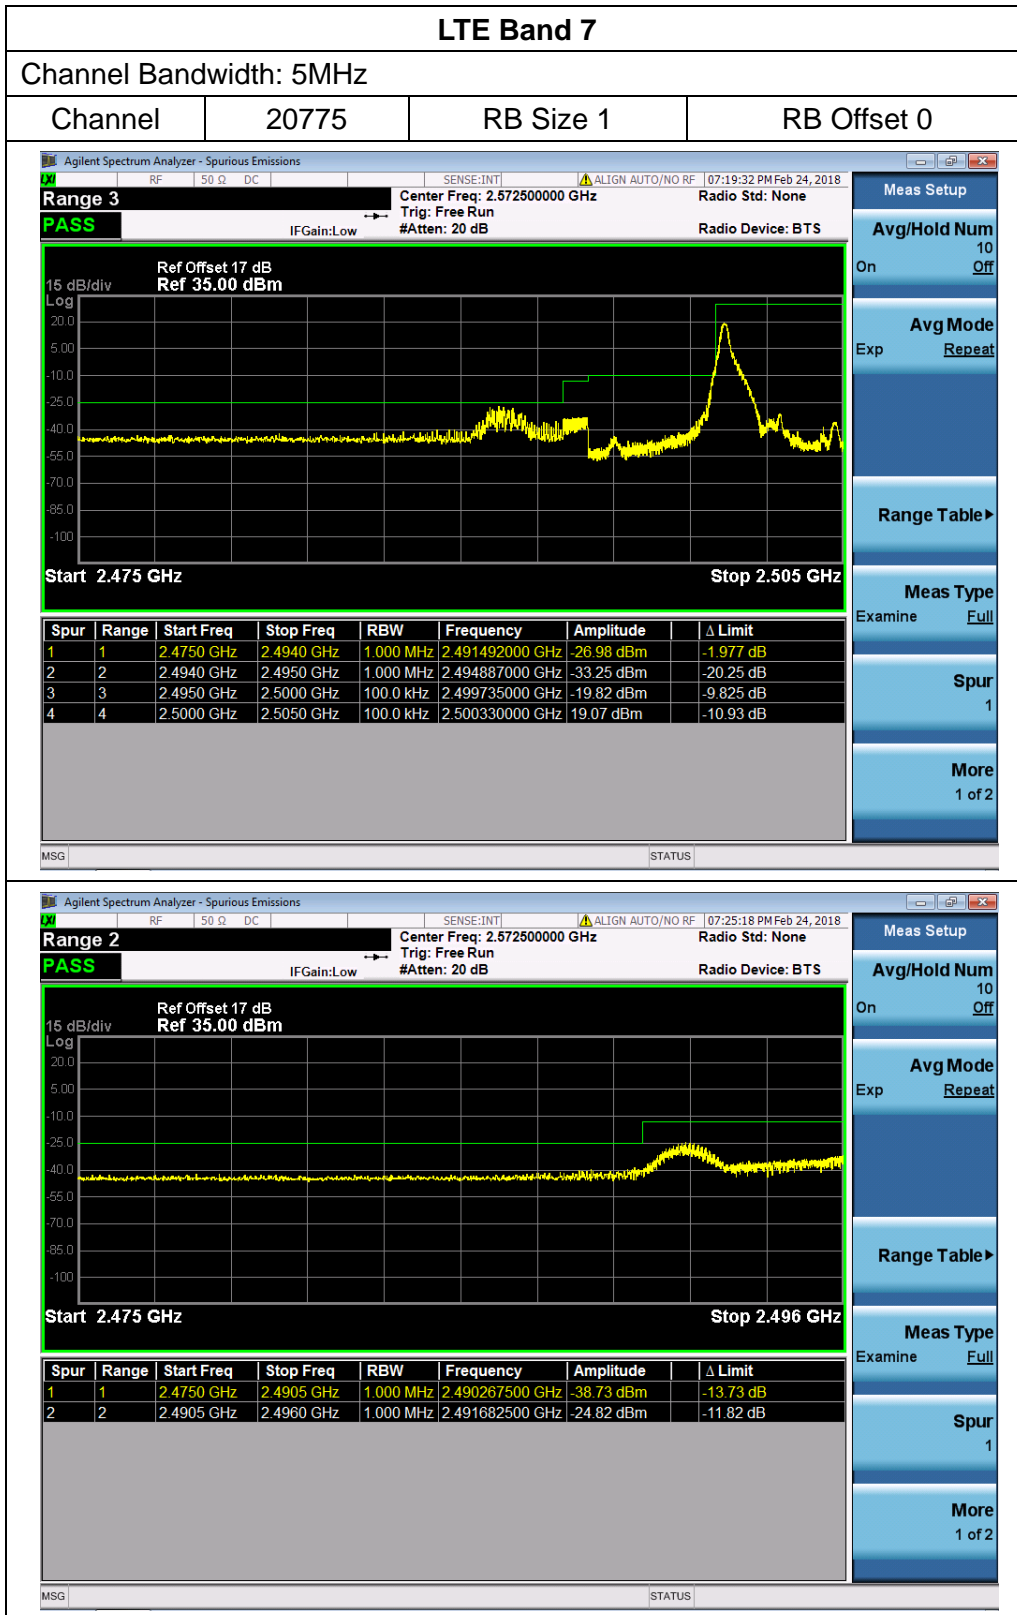 LTE Band 7
Channel Bandwidth: 5MHz
Channel 20775 RB Size 1 RB Offset 0
Agilent Spectrum Analyzer - Spurious Emissions
LXI RF 50 Ω DC SENSE:INT ALIGN AUTO/NO RF 07:19:32 PM Feb 24, 2018
Range 3 Center Freq: 2.572500000 GHz Radio Std: None
Trig: Free Run
PASS IFGain:Low #Atten: 20 dB Radio Device: BTS
Ref Offset 17 dB
15 dB/div Ref 35.00 dBm
Log
20.0
5.00
-10.0
-25.0
-40.0
-55.0
-70.0
-85.0
-100
Start 2.475 GHz Stop 2.505 GHz
Spur Range Start Freq Stop Freq RBW Frequency Amplitude Δ Limit
1 1 2.4750 GHz 2.4940 GHz 1.000 MHz 2.491492000 GHz -26.98 dBm -1.977 dB
2 2 2.4940 GHz 2.4950 GHz 1.000 MHz 2.494887000 GHz -33.25 dBm -20.25 dB
3 3 2.4950 GHz 2.5000 GHz 100.0 kHz 2.499735000 GHz -19.82 dBm -9.825 dB
4 4 2.5000 GHz 2.5050 GHz 100.0 kHz 2.500330000 GHz 19.07 dBm -10.93 dB
MSG STATUS
Meas Setup
Avg/Hold Num
10
On Off
Avg Mode
Exp Repeat
Range Table
Meas Type
Examine Full
Spur
1
More
1 of 2
Agilent Spectrum Analyzer - Spurious Emissions
LXI RF 50 Ω DC SENSE:INT ALIGN AUTO/NO RF 07:25:18 PM Feb 24, 2018
Range 2 Center Freq: 2.572500000 GHz Radio Std: None
Trig: Free Run
PASS IFGain:Low #Atten: 20 dB Radio Device: BTS
Ref Offset 17 dB
15 dB/div Ref 35.00 dBm
Log
20.0
5.00
-10.0
-25.0
-40.0
-55.0
-70.0
-85.0
-100
Start 2.475 GHz Stop 2.496 GHz
Spur Range Start Freq Stop Freq RBW Frequency Amplitude Δ Limit
1 1 2.4750 GHz 2.4905 GHz 1.000 MHz 2.490267500 GHz -38.73 dBm -13.73 dB
2 2 2.4905 GHz 2.4960 GHz 1.000 MHz 2.491682500 GHz -24.82 dBm -11.82 dB
MSG STATUS
Meas Setup
Avg/Hold Num
10
On Off
Avg Mode
Exp Repeat
Range Table
Meas Type
Examine Full
Spur
1
More
1 of 2